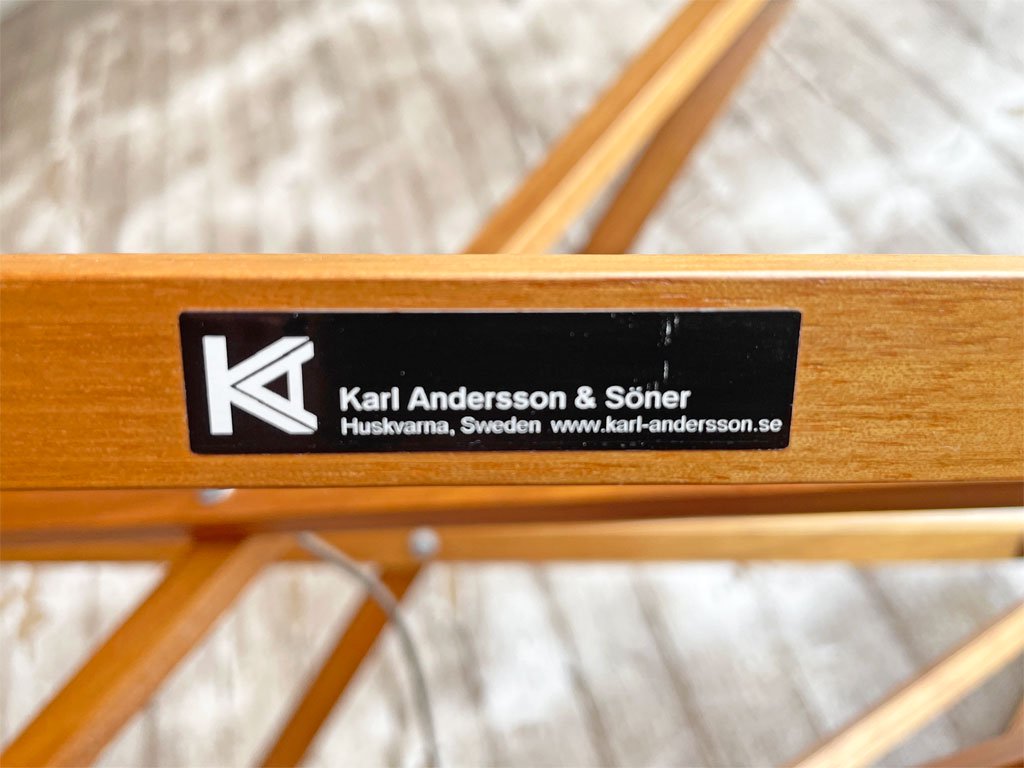 KA
Karl Andersson & Söner
Huskvarna, Sweden www.karl-andersson.se